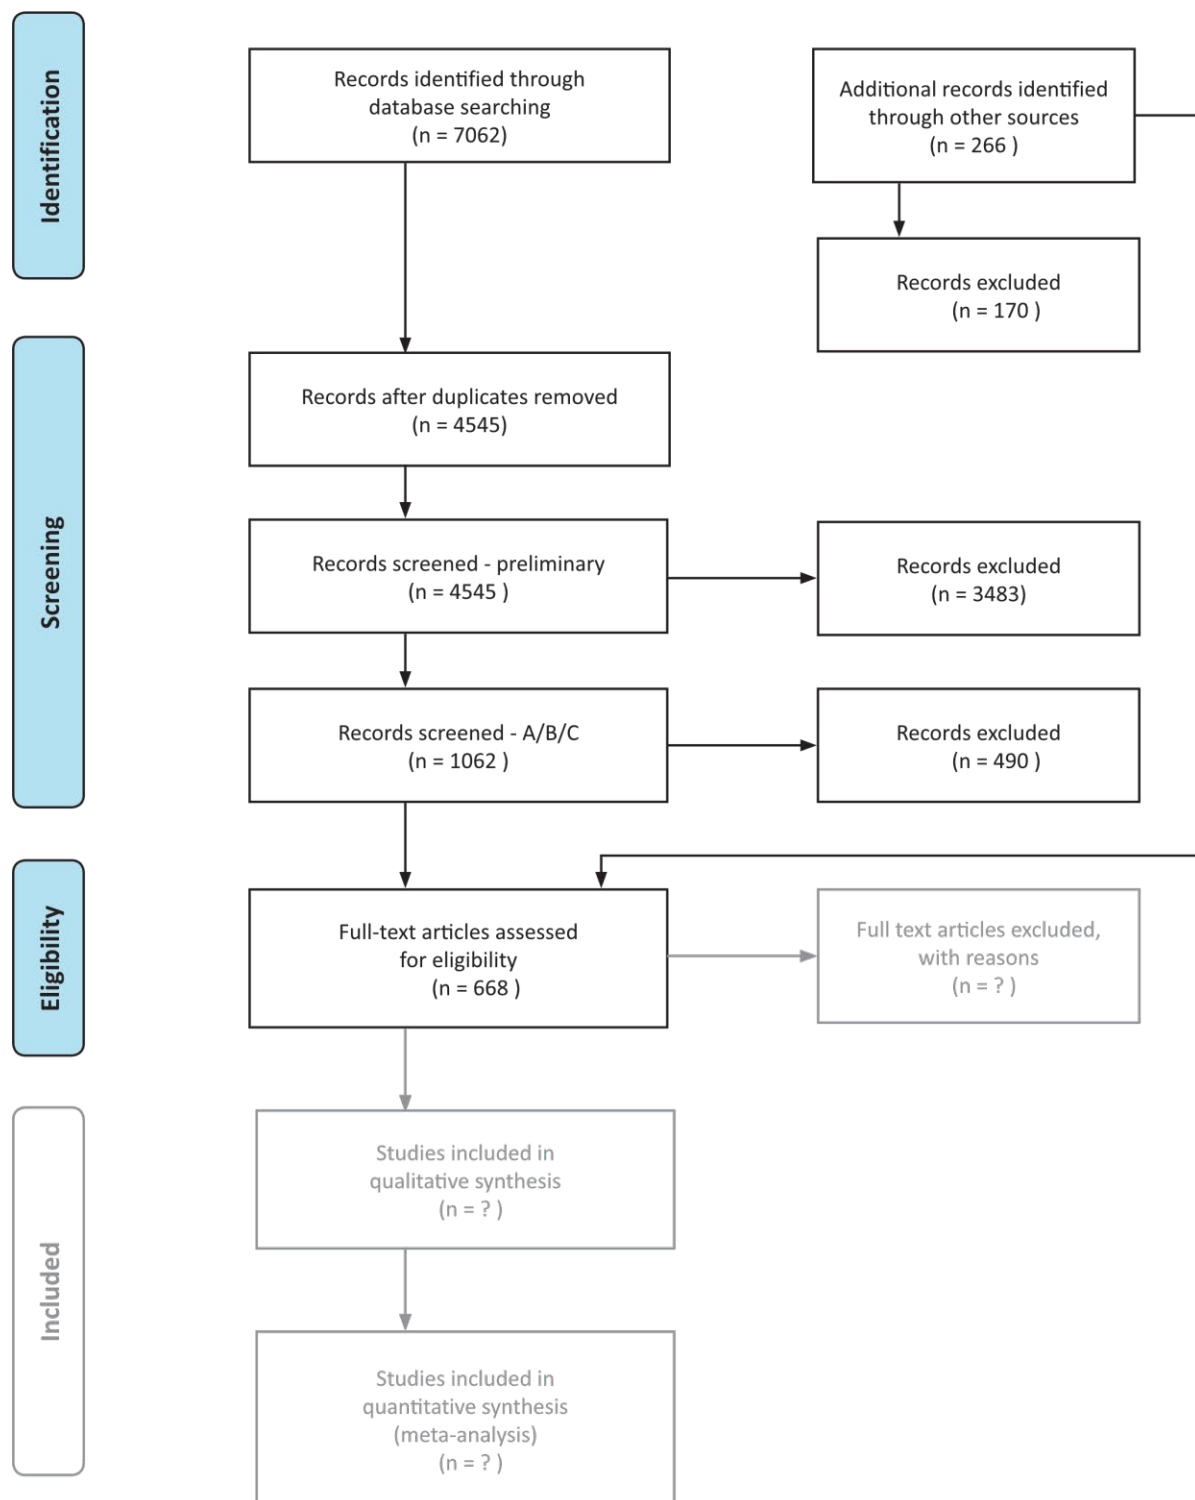 Identification
Records identified through
database searching
(n = 7062)
Additional records identified
through other sources
(n = 266 )
Records excluded
(n = 170 )
Screening
Records after duplicates removed
(n = 4545)
Records screened - preliminary
(n = 4545 )
Records excluded
(n = 3483)
Records screened - A/B/C
(n = 1062 )
Records excluded
(n = 490 )
Eligibility
Full-text articles assessed
for eligibility
(n = 668 )
Full text articles excluded,
with reasons
(n = ? )
Included
Studies included in
qualitative synthesis
(n = ? )
Studies included in
quantitative synthesis
(meta-analysis)
(n = ? )